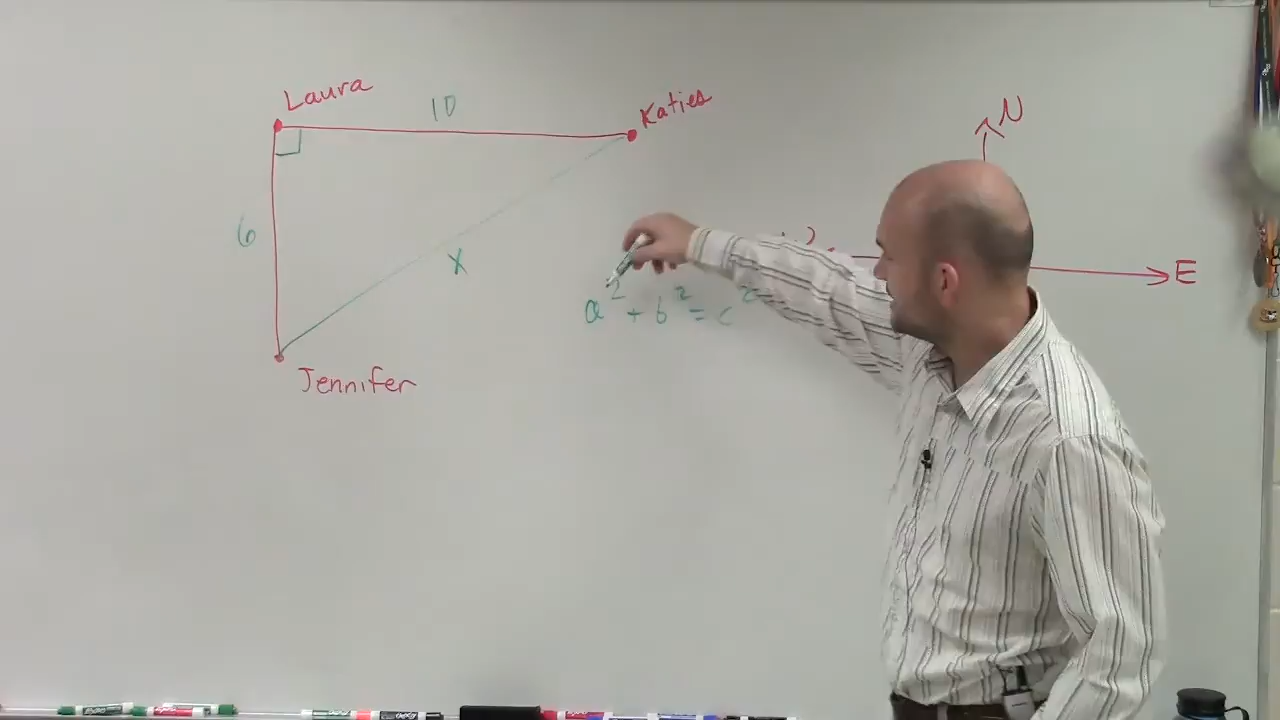 Laura
10
Katies
N
6
x
E
a² + b² = c²
Jennifer